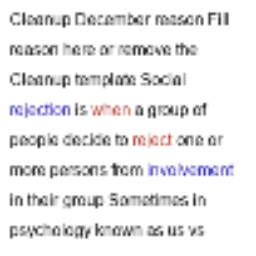 Cleanup December reason Fill
reason here or remove the
Cleanup template Social
rejection is when a group of
people decide to reject one or
more persons from involvement
in their group Sometimes in
psychology known as us vs